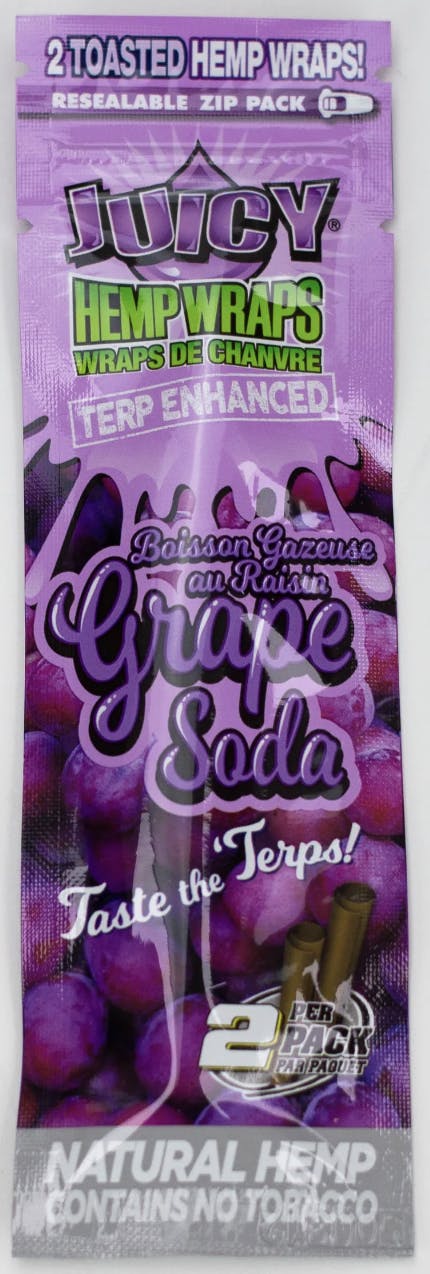 2 TOASTED HEMP WRAPS!
RESEALABLE ZIP PACK
JUICY®
HEMP WRAPS
WRAPS DE CHANVRE
TERP ENHANCED
Boisson Gazeuse
au Raisin
Grape
Soda
Taste the 'Terps!
2 PER
PACK
PAR PAQUET
NATURAL HEMP
CONTAINS NO TOBACCO